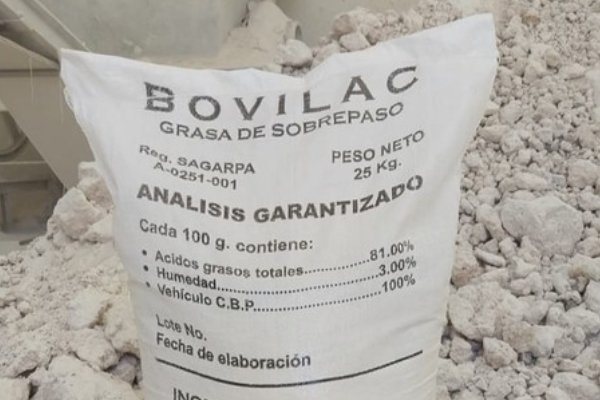 BOVILAC
GRASA DE SOBREPASO
Reg. SAGARPA
A-0251-001
PESO NETO
25 Kg.
ANALISIS GARANTIZADO
Cada 100 g. contiene:
• Acidos grasos totales..................81.00%
• Humedad...........................................3.00%
• Vehículo C.B.P..................................100%
Lote No.
Fecha de elaboración